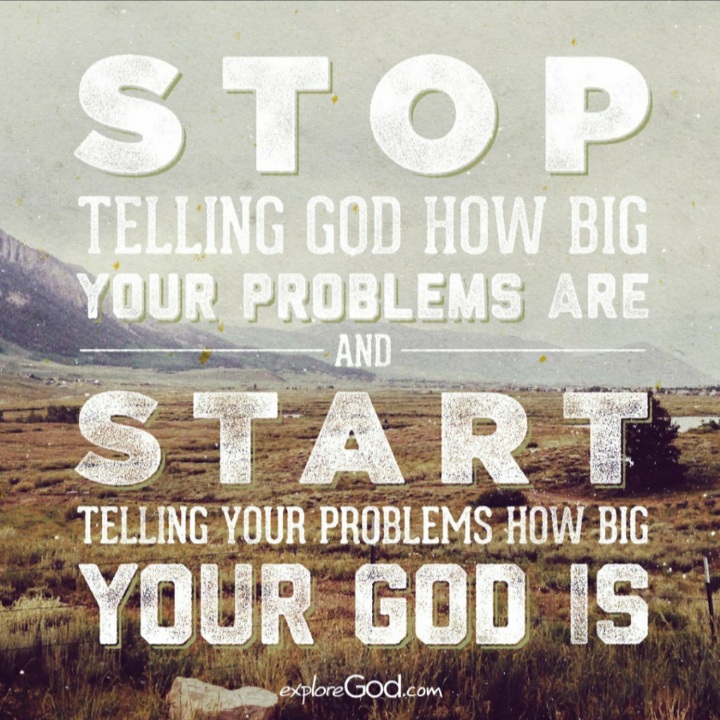 STOP
TELLING GOD HOW BIG
YOUR PROBLEMS ARE
AND
START
TELLING YOUR PROBLEMS HOW BIG
YOUR GOD IS
exploreGod.com